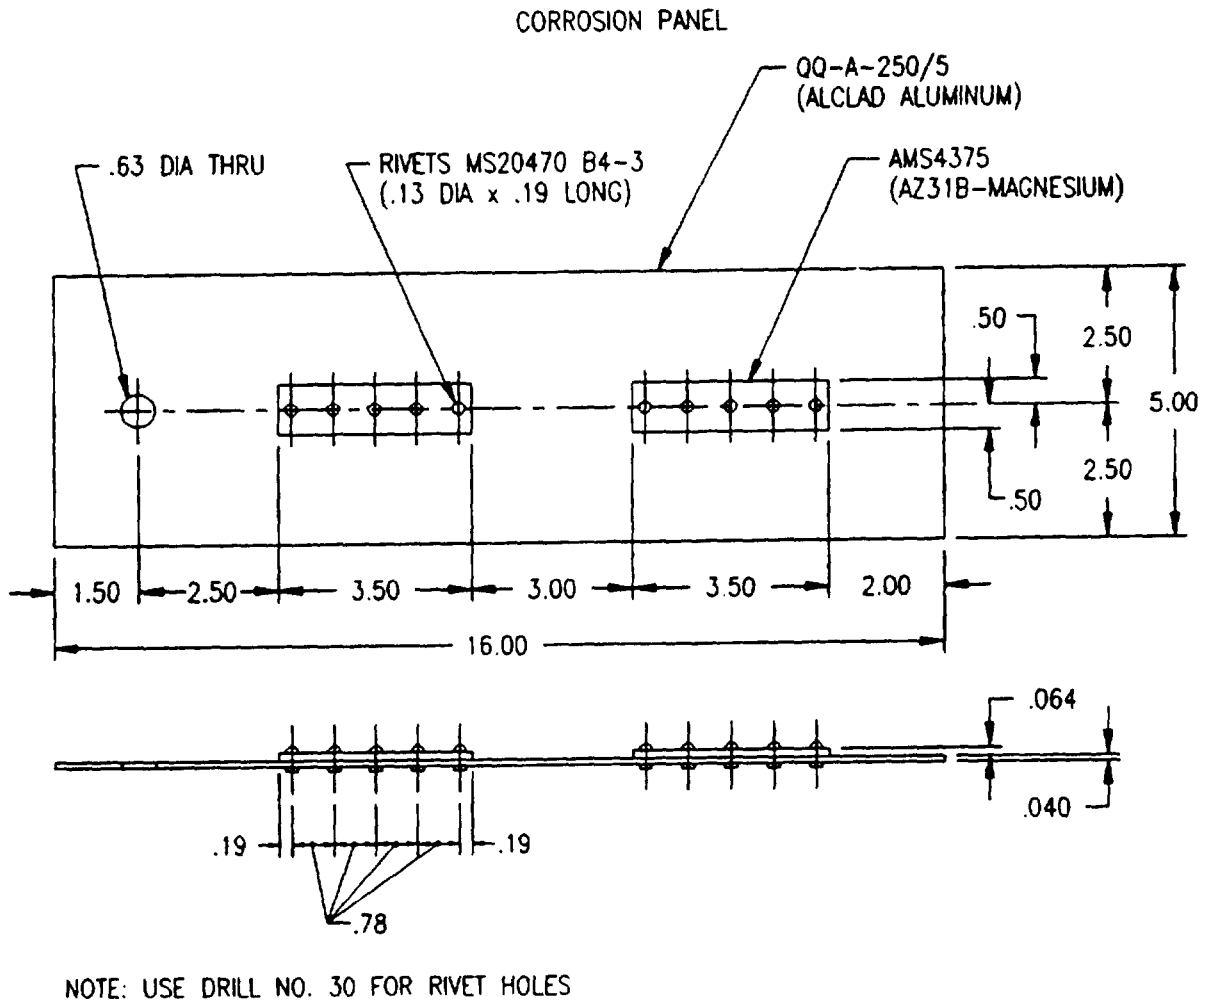 CORROSION PANEL
QQ-A-250/5
(ALCLAD ALUMINUM)
.63 DIA THRU
RIVETS MS20470 B4-3
(.13 DIA x .19 LONG)
AMS4375
(AZ31B-MAGNESIUM)
.50
2.50
5.00
2.50
.50
1.50
2.50
3.50
3.00
3.50
2.00
16.00
.064
.040
.19
.19
.78
NOTE: USE DRILL NO. 30 FOR RIVET HOLES